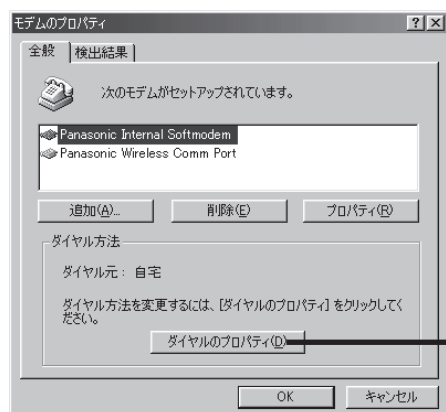 モデムのプロパティ
全般
検出結果
次のモデムがセットアップされています。
Panasonic Internal Softmodem
Panasonic Wireless Comm Port
追加(A)...
削除(E)
プロパティ(R)
ダイヤル方法
ダイヤル元： 自宅
ダイヤル方法を変更するには、[ダイヤルのプロパティ] をクリックしてく
ださい。
ダイヤルのプロパティ(D)
OK
キャンセル